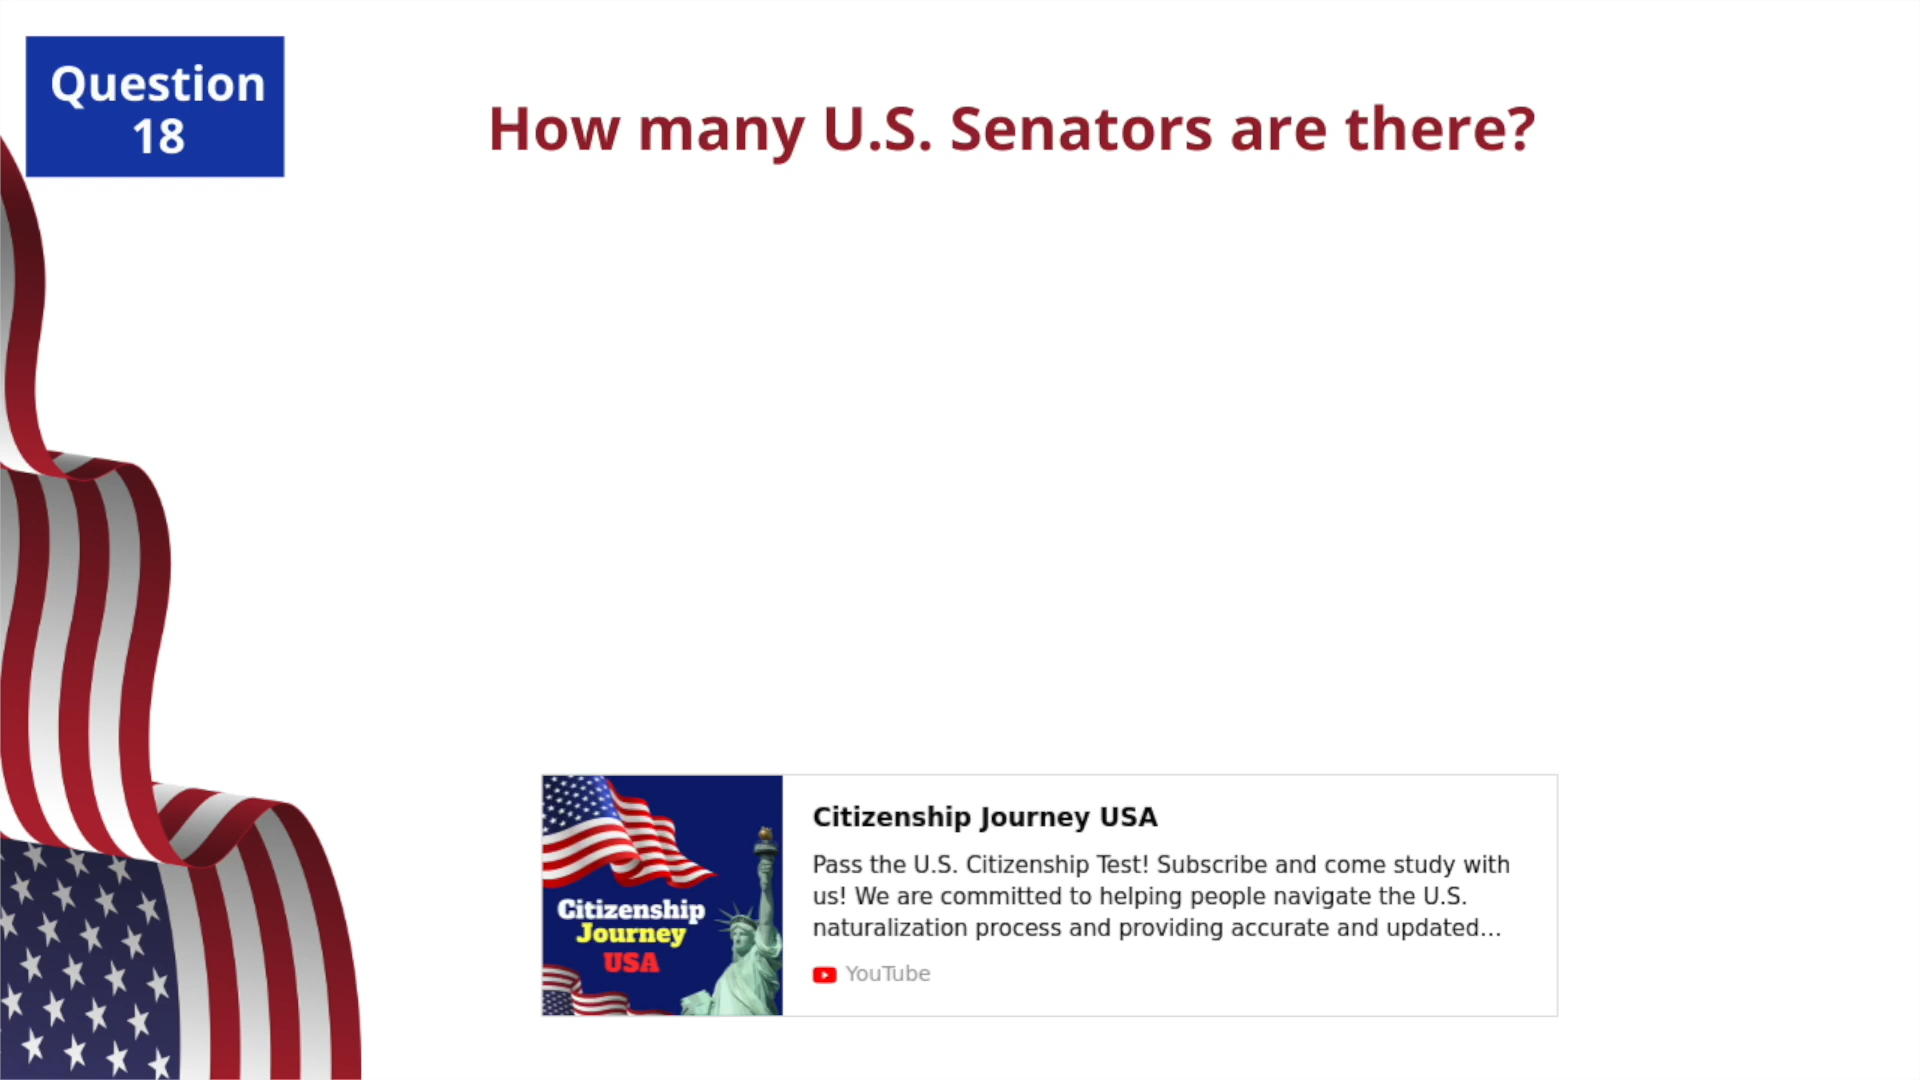 Question
18
How many U.S. Senators are there?
Citizenship
Journey
USA
Citizenship Journey USA
Pass the U.S. Citizenship Test! Subscribe and come study with
us! We are committed to helping people navigate the U.S.
naturalization process and providing accurate and updated...
YouTube